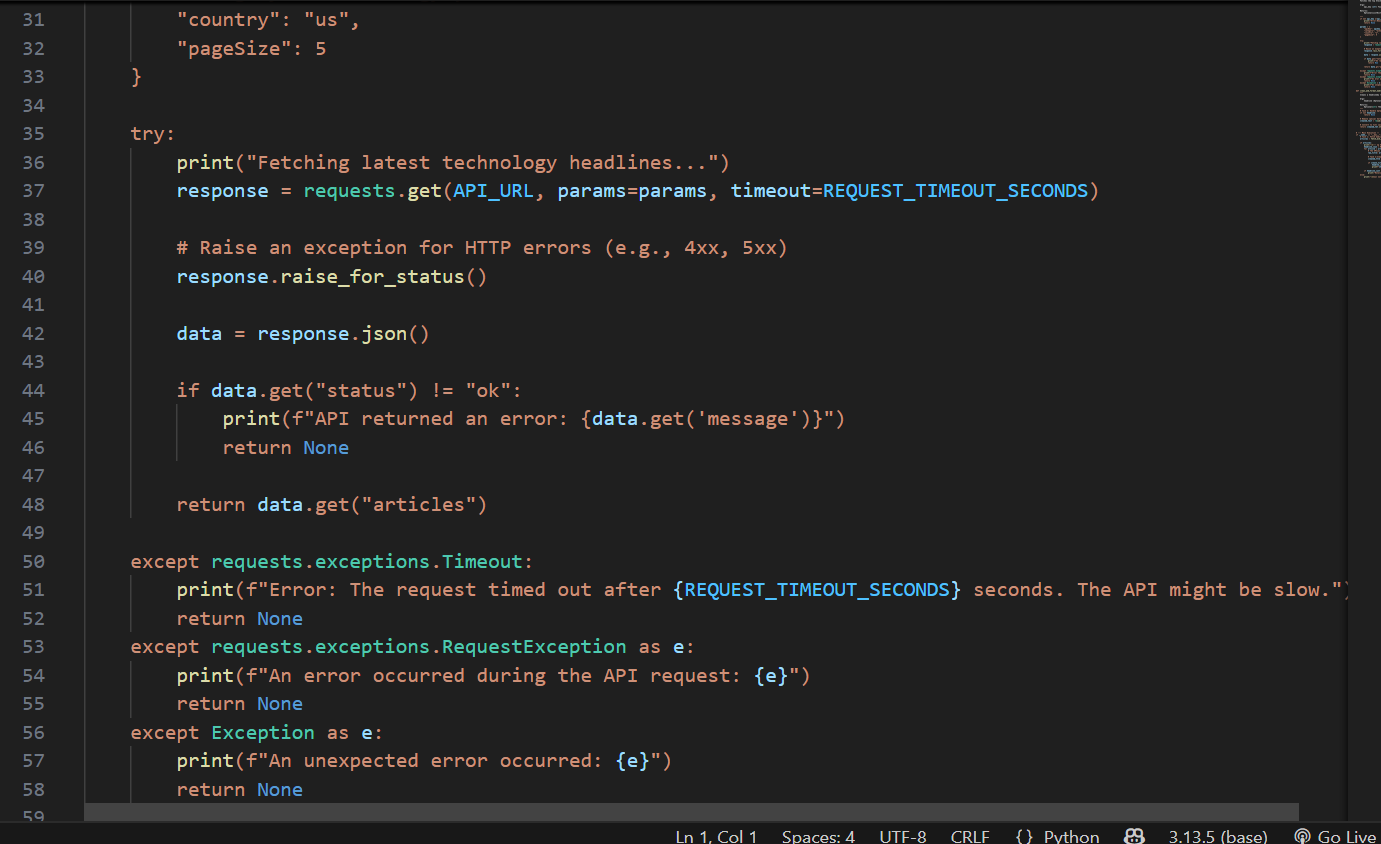 31 "country": "us",
32 "pageSize": 5
33 }
34
35 try:
36 print("Fetching latest technology headlines...")
37 response = requests.get(API_URL, params=params, timeout=REQUEST_TIMEOUT_SECONDS)
38
39 # Raise an exception for HTTP errors (e.g., 4xx, 5xx)
40 response.raise_for_status()
41
42 data = response.json()
43
44 if data.get("status") != "ok":
45 print(f"API returned an error: {data.get('message')}")
46 return None
47
48 return data.get("articles")
49
50 except requests.exceptions.Timeout:
51 print(f"Error: The request timed out after {REQUEST_TIMEOUT_SECONDS} seconds. The API might be slow.")
52 return None
53 except requests.exceptions.RequestException as e:
54 print(f"An error occurred during the API request: {e}")
55 return None
56 except Exception as e:
57 print(f"An unexpected error occurred: {e}")
58 return None
59
Ln 1, Col 1 Spaces: 4 UTF-8 CRLF {} Python 3.13.5 (base) Go Live